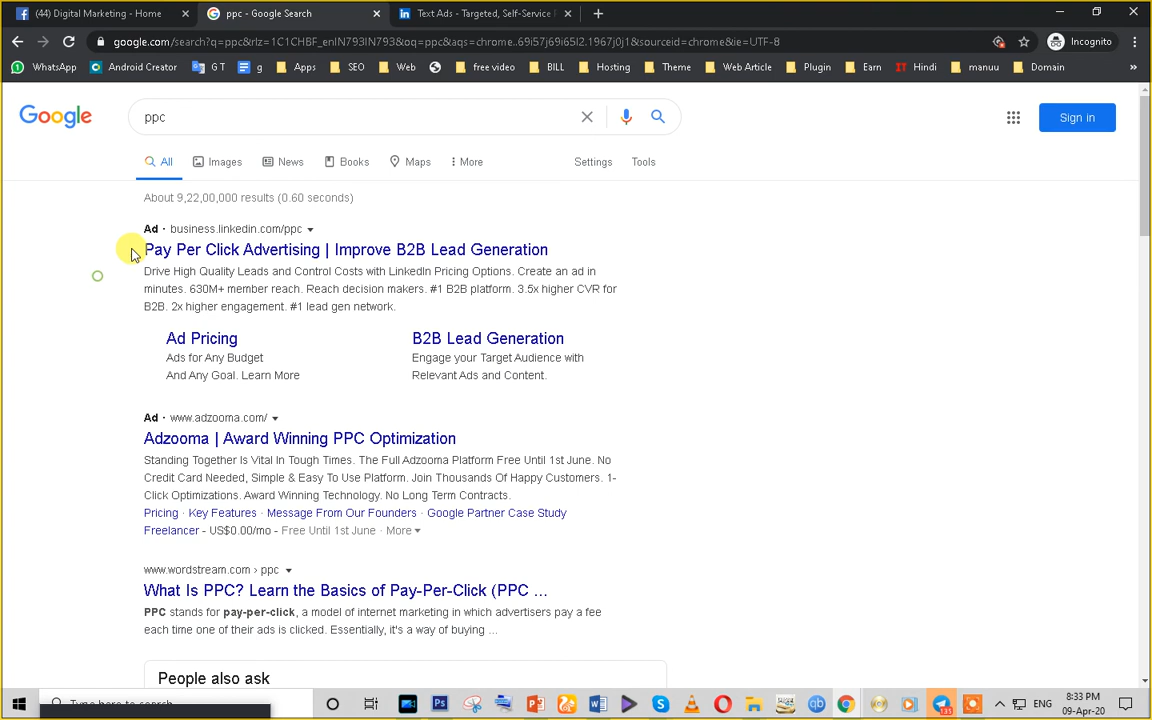 (44) Digital Marketing - Home
ppc - Google Search
Text Ads - Targeted, Self-Service
google.com/search?q=ppc&rlz=1C1CHBF_enIN793IN793&oq=ppc&aqs=chrome..69i57j69i65l2.1967j0j1&sourceid=chrome&ie=UTF-8
Incognito
WhatsApp
Android Creator
G T
g
Apps
SEO
Web
free video
BILL
Hosting
Theme
Web Article
Plugin
Earn
Hindi
manuu
Domain
Google
ppc
Sign in
All
Images
News
Books
Maps
More
Settings
Tools
About 9,22,00,000 results (0.60 seconds)
Ad · business.linkedin.com/ppc
Pay Per Click Advertising | Improve B2B Lead Generation
Drive High Quality Leads and Control Costs with LinkedIn Pricing Options. Create an ad in
minutes. 630M+ member reach. Reach decision makers. #1 B2B platform. 3.5x higher CVR for
B2B. 2x higher engagement. #1 lead gen network.
Ad Pricing
Ads for Any Budget
And Any Goal. Learn More
B2B Lead Generation
Engage your Target Audience with
Relevant Ads and Content.
Ad · www.adzooma.com/
Adzooma | Award Winning PPC Optimization
Standing Together Is Vital In Tough Times. The Full Adzooma Platform Free Until 1st June. No
Credit Card Needed, Simple & Easy To Use Platform. Join Thousands Of Happy Customers. 1-
Click Optimizations. Award Winning Technology. No Long Term Contracts.
Pricing · Key Features · Message From Our Founders · Google Partner Case Study
Freelancer - US$0.00/mo - Free Until 1st June · More
www.wordstream.com › ppc
What Is PPC? Learn the Basics of Pay-Per-Click (PPC ...
PPC stands for pay-per-click, a model of internet marketing in which advertisers pay a fee
each time one of their ads is clicked. Essentially, it's a way of buying ...
People also ask
Type here to search
ENG
8:33 PM
09-Apr-20